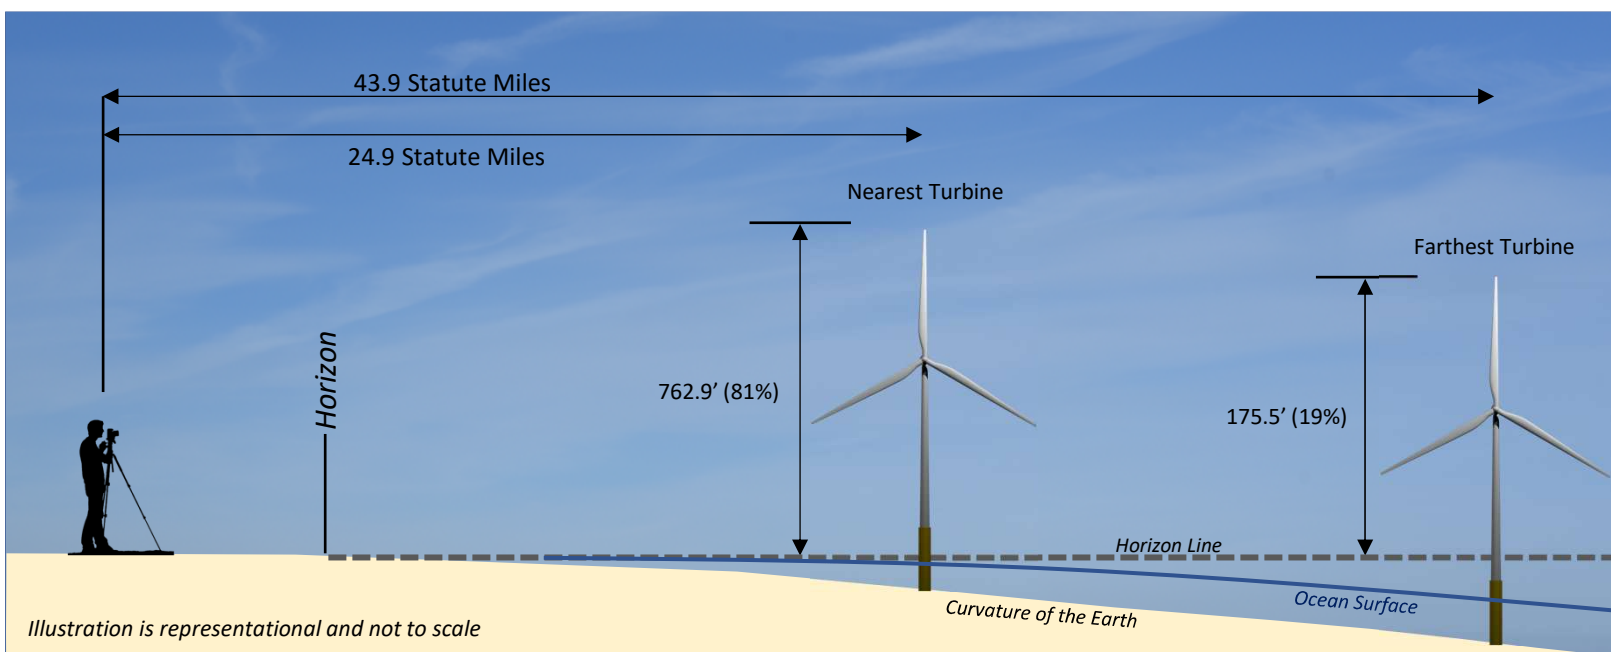 43.9 Statute Miles
24.9 Statute Miles
Nearest Turbine
Farthest Turbine
Horizon
762.9’ (81%)
175.5’ (19%)
Horizon Line
Ocean Surface
Curvature of the Earth
Illustration is representational and not to scale